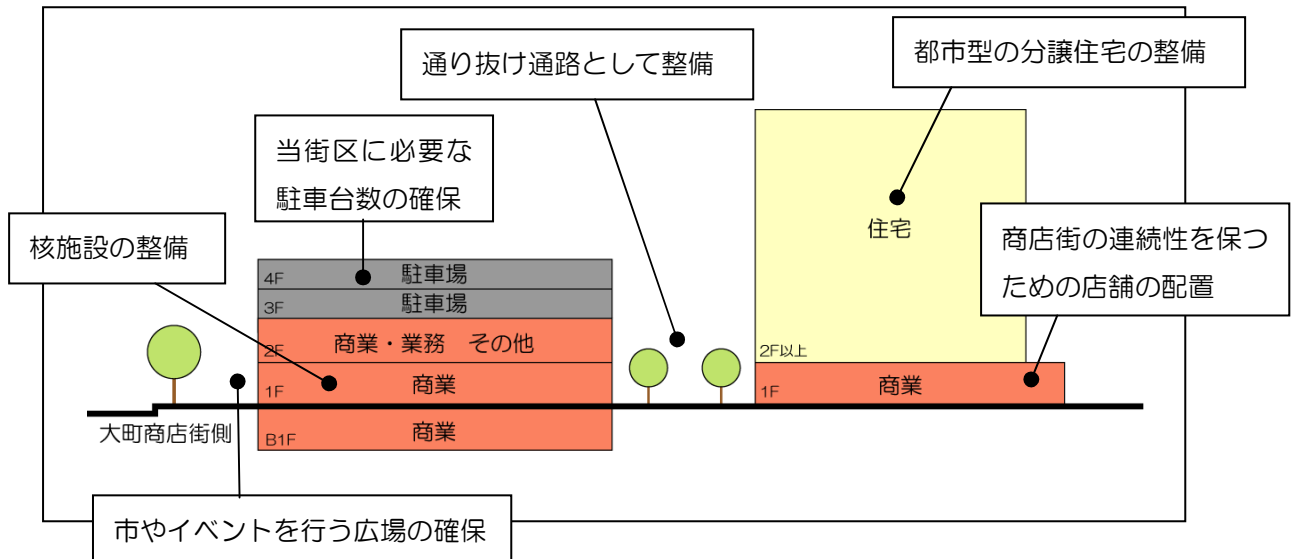 通り抜け通路として整備
都市型の分譲住宅の整備
当街区に必要な
駐車台数の確保
核施設の整備
住宅
商店街の連続性を保つ
ための店舗の配置
4F 駐車場
3F 駐車場
2F 商業・業務 その他
2F以上
1F 商業
1F 商業
B1F 商業
大町商店街側
市やイベントを行う広場の確保